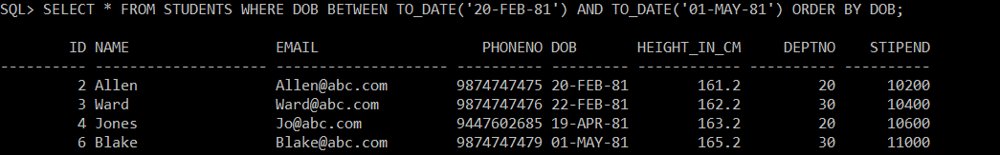 SQL> SELECT * FROM STUDENTS WHERE DOB BETWEEN TO_DATE('20-FEB-81') AND TO_DATE('01-MAY-81') ORDER BY DOB;
        ID NAME                 EMAIL                   PHONENO DOB       HEIGHT_IN_CM     DEPTNO    STIPEND
---------- -------------------- -------------------- ---------- --------- ------------ ---------- ----------
         2 Allen                Allen@abc.com        9874747475 20-FEB-81        161.2         20      10200
         3 Ward                 Ward@abc.com         9874747476 22-FEB-81        162.2         30      10400
         4 Jones                Jo@abc.com           9447602685 19-APR-81        163.2         20      10600
         6 Blake                Blake@abc.com        9874747479 01-MAY-81        165.2         30      11000